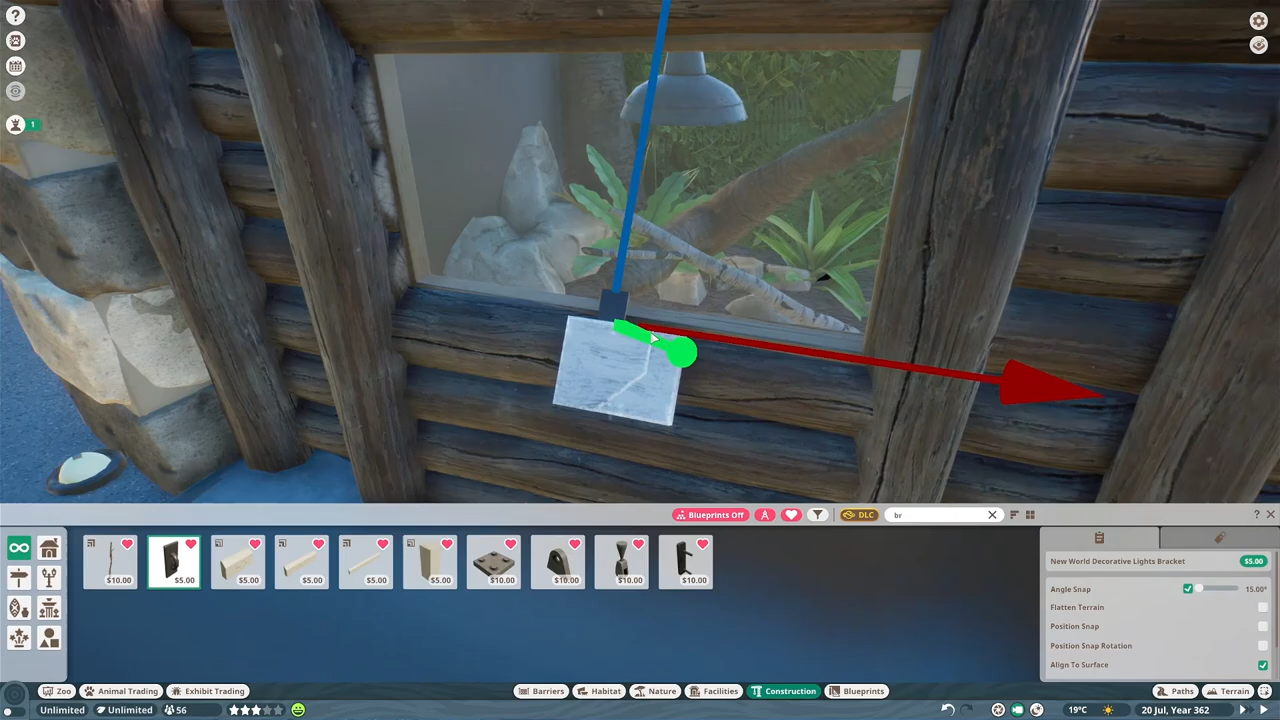 ?
1
Blueprints Off
DLC
br
?
$10.00
$5.00
$5.00
$5.00
$5.00
$5.00
$10.00
$10.00
$10.00
$10.00
New World Decorative Lights Bracket
$5.00
Angle Snap
15.00°
Flatten Terrain
Position Snap
Position Snap Rotation
Align To Surface
Zoo
Animal Trading
Exhibit Trading
Barriers
Habitat
Nature
Facilities
Construction
Blueprints
Paths
Terrain
Unlimited
Unlimited
56
19°C
20 Jul, Year 362